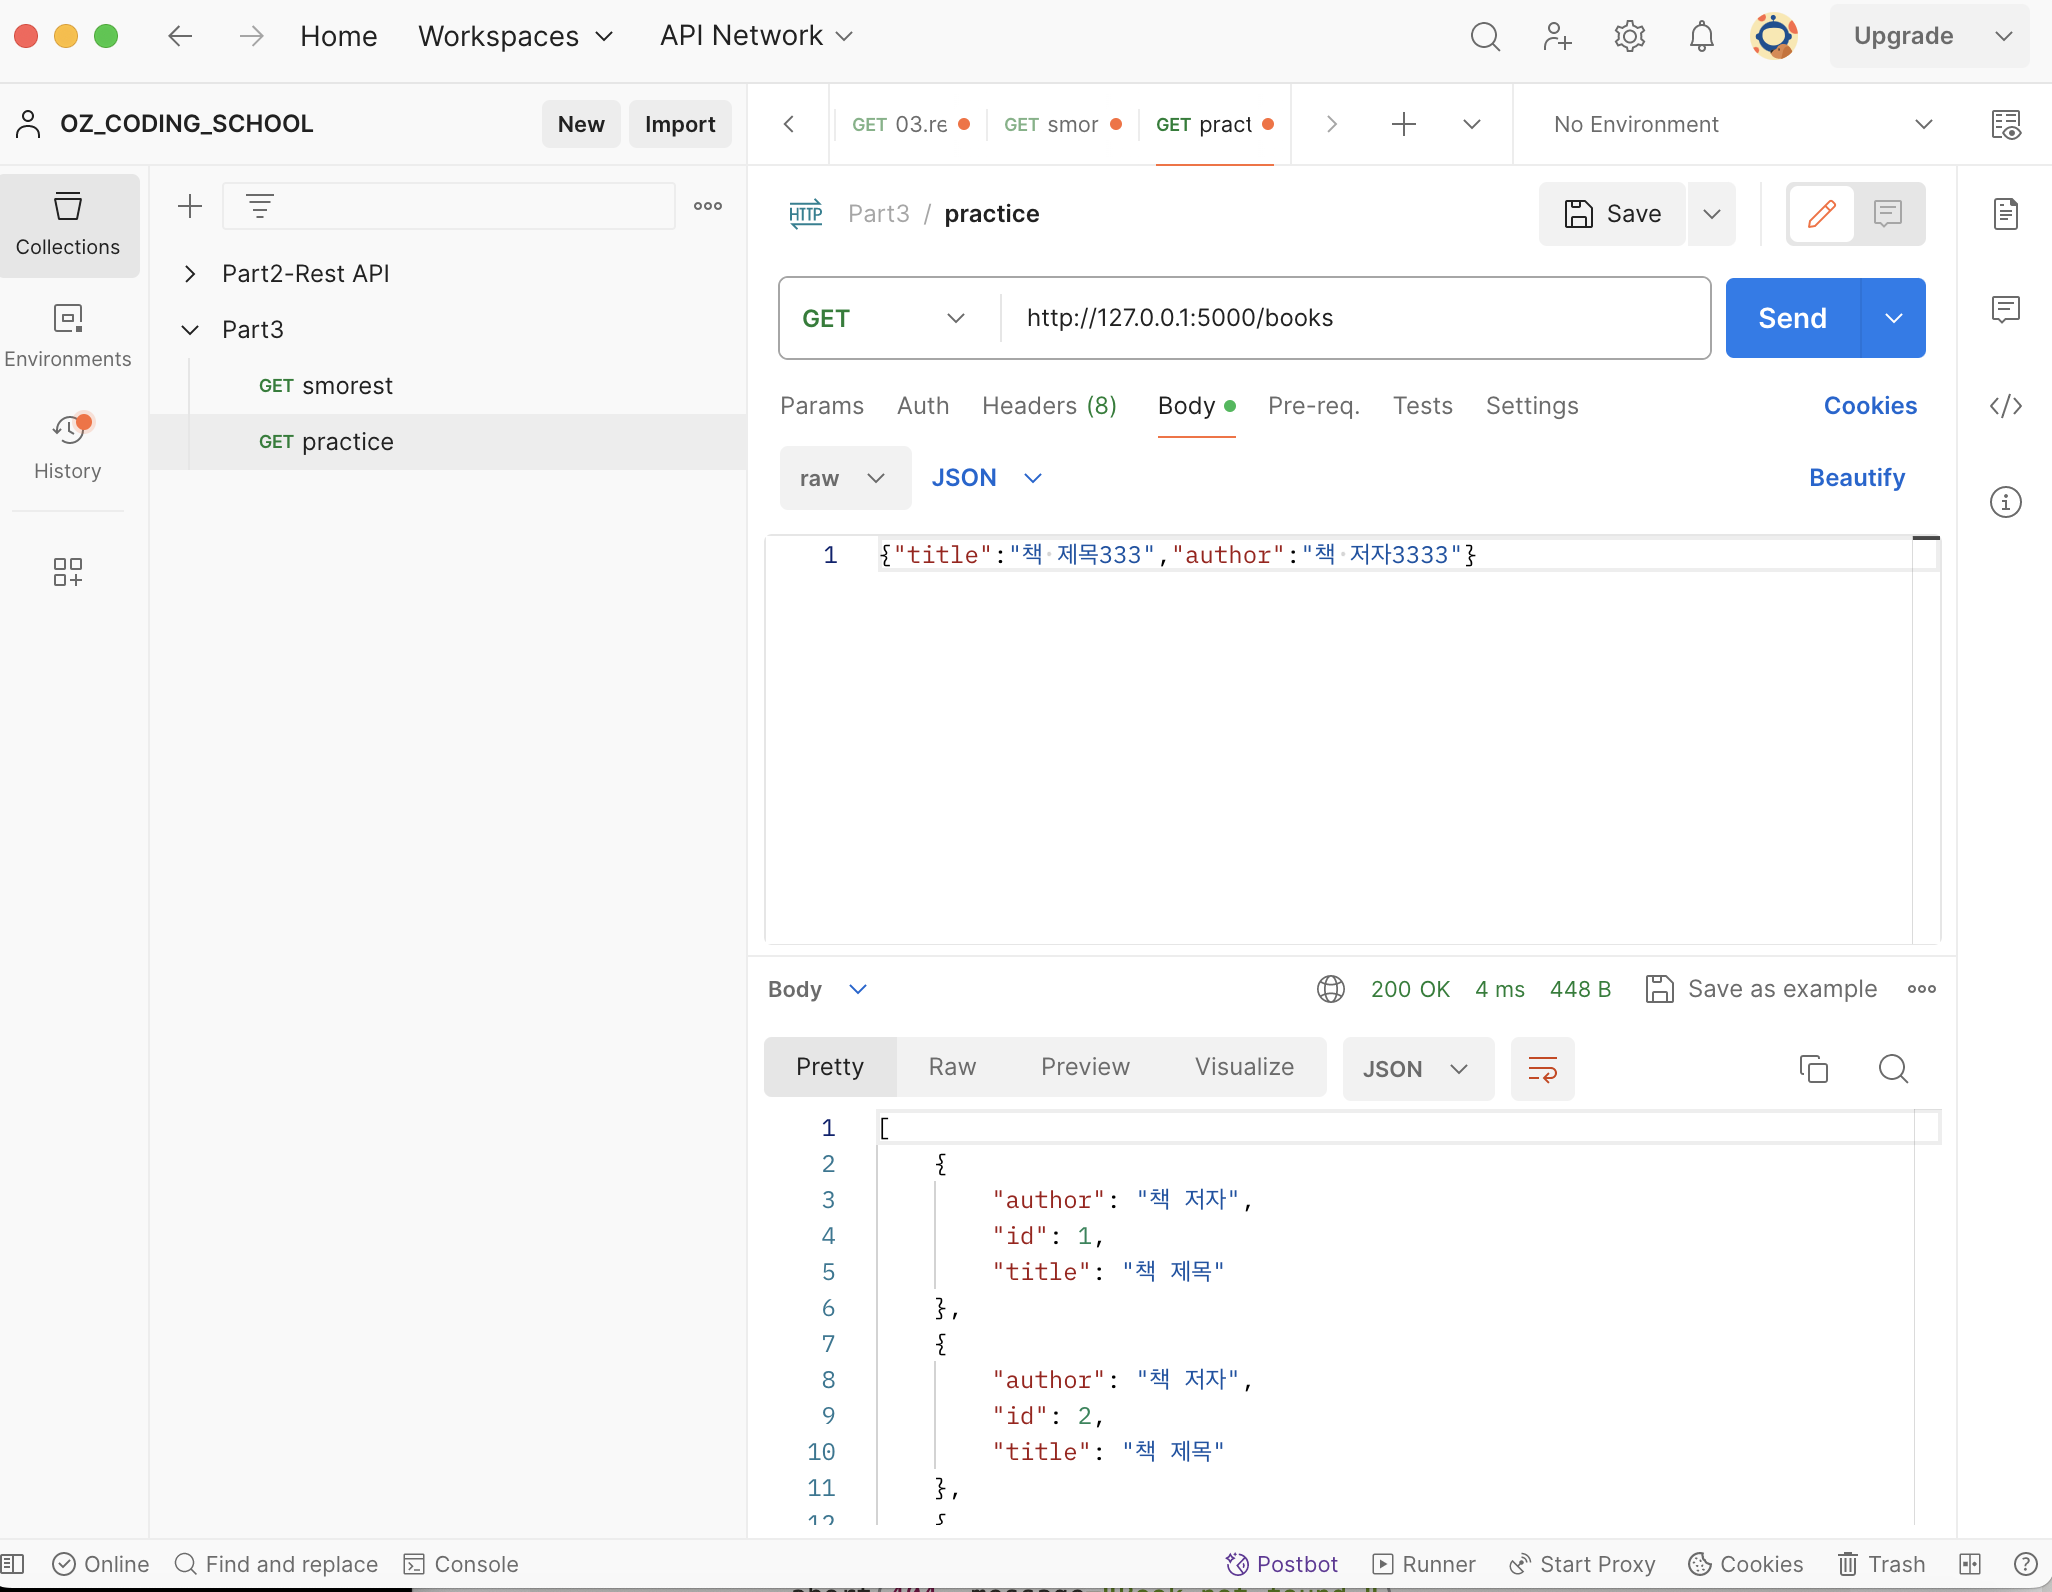 Home Workspaces API Network Upgrade
OZ_CODING_SCHOOL New Import GET 03.re GET smor GET pract No Environment
Collections
Environments
History
Part2-Rest API
Part3
GET smorest
GET practice
HTTP Part3 / practice Save
GET http://127.0.0.1:5000/books Send
Params Auth Headers (8) Body Pre-req. Tests Settings Cookies
raw JSON Beautify
1 {"title":"책 제목333","author":"책 저자3333"}
Body 200 OK 4 ms 448 B Save as example
Pretty Raw Preview Visualize JSON
1 [
2 {
3 "author": "책 저자",
4 "id": 1,
5 "title": "책 제목"
6 },
7 {
8 "author": "책 저자",
9 "id": 2,
10 "title": "책 제목"
11 },
12 {
Online Find and replace Console Postbot Runner Start Proxy Cookies Trash